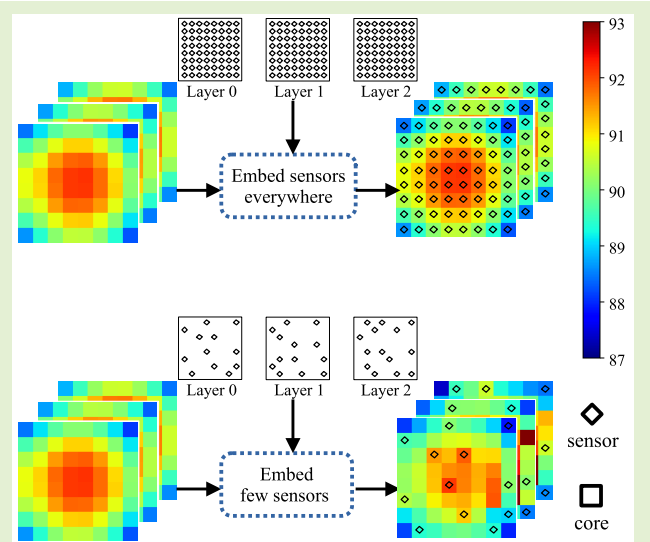 Layer 0
Layer 1
Layer 2
Embed sensors
everywhere
93
92
91
90
89
88
87
Layer 0
Layer 1
Layer 2
Embed
few sensors
sensor
core